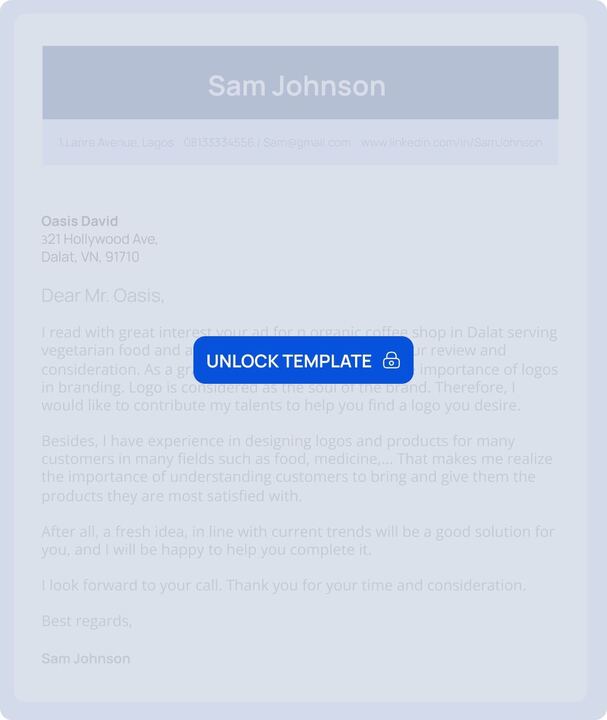 Sam Johnson
1.Lanre Avenue, Lagos 08133334556 / Sam@gmail.com www.linkedin.com/in/SamJohnson
Oasis David
321 Hollywood Ave,
Dalat, VN, 91710
Dear Mr. Oasis,
I read with great interest your ad for n organic coffee shop in Dalat serving
vegetarian food and a ur review and
UNLOCK TEMPLATE
consideration. As a gr importance of logos
in branding. Logo is considered as the soul of the brand. Therefore, I
would like to contribute my talents to help you find a logo you desire.
Besides, I have experience in designing logos and products for many
customers in many fields such as food, medicine,... That makes me realize
the importance of understanding customers to bring and give them the
products they are most satisfied with.
After all, a fresh idea, in line with current trends will be a good solution for
you, and I will be happy to help you complete it.
I look forward to your call. Thank you for your time and consideration.
Best regards,
Sam Johnson